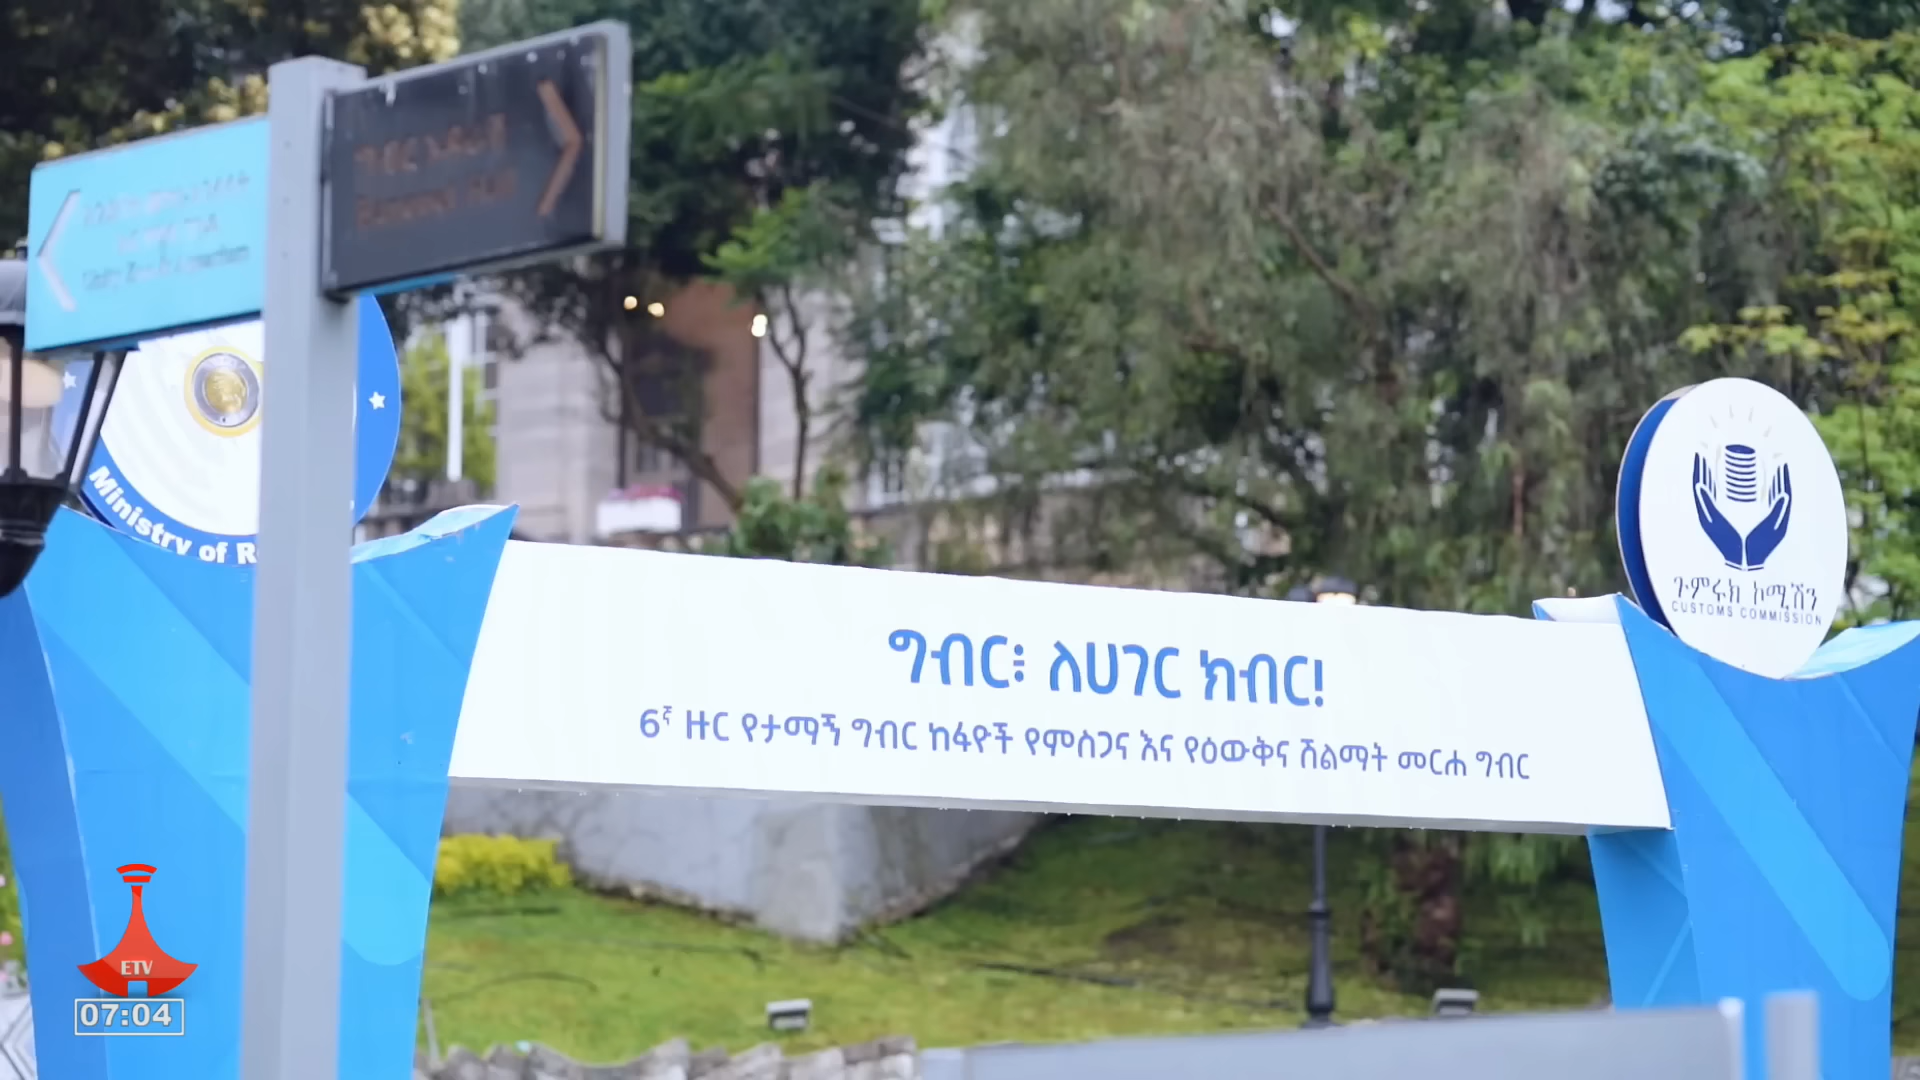 Ministry of R
ጉምሩክ ኮሚሽን
CUSTOMS COMMISSION
ግብር፡ ለሀገር ክብር!
6ኛ ዙር የታማኝ ግብር ከፋዮች የምስጋና እና የዕውቅና ሽልማት መርሐ ግብር
ETV
07:04